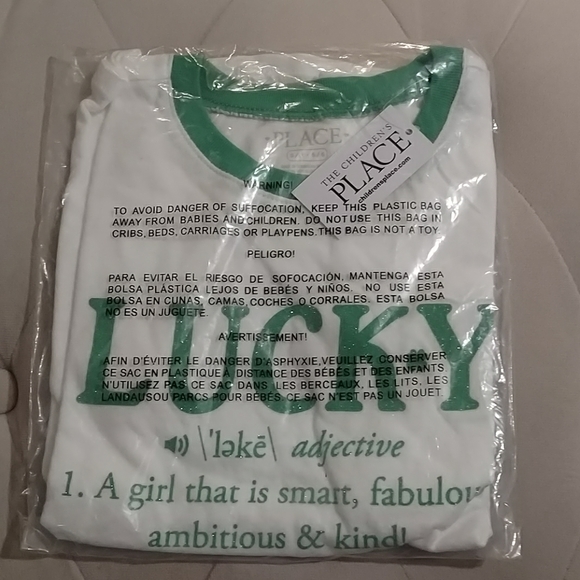 PLACE
THE CHILDREN'S
PLACE
childrensplace.com
WARNING!
TO AVOID DANGER OF SUFFOCATION, KEEP THIS PLASTIC BAG
AWAY FROM BABIES AND CHILDREN. DO NOT USE THIS BAG IN
CRIBS, BEDS, CARRIAGES OR PLAYPENS. THIS BAG IS NOT A TOY.
PELIGRO!
PARA EVITAR EL RIESGO DE SOFOCACIÓN, MANTENGA ESTA
BOLSA PLÁSTICA LEJOS DE BEBÉS Y NIÑOS. NO USE ESTA
BOLSA EN CUNAS, CAMAS, COCHES O CORRALES. ESTA BOLSA
NO ES UN JUGUETE.
LUCKY
AVERTISSEMENT!
AFIN D'ÉVITER LE DANGER D'ASPHYXIE, VEUILLEZ CONSERVER
CE SAC EN PLASTIQUE A DISTANCE DES BÉBÉS ET DES ENFANTS
N'UTILISEZ PAS CE SAC DANS LES BERCEAUX, LES LITS, LES
LANDAUSOU PARCS POUR BÉBÉS. CE SAC N'EST PAS UN JOUET.
\'ləkē\ adjective
1. A girl that is smart, fabulou
ambitious & kind!